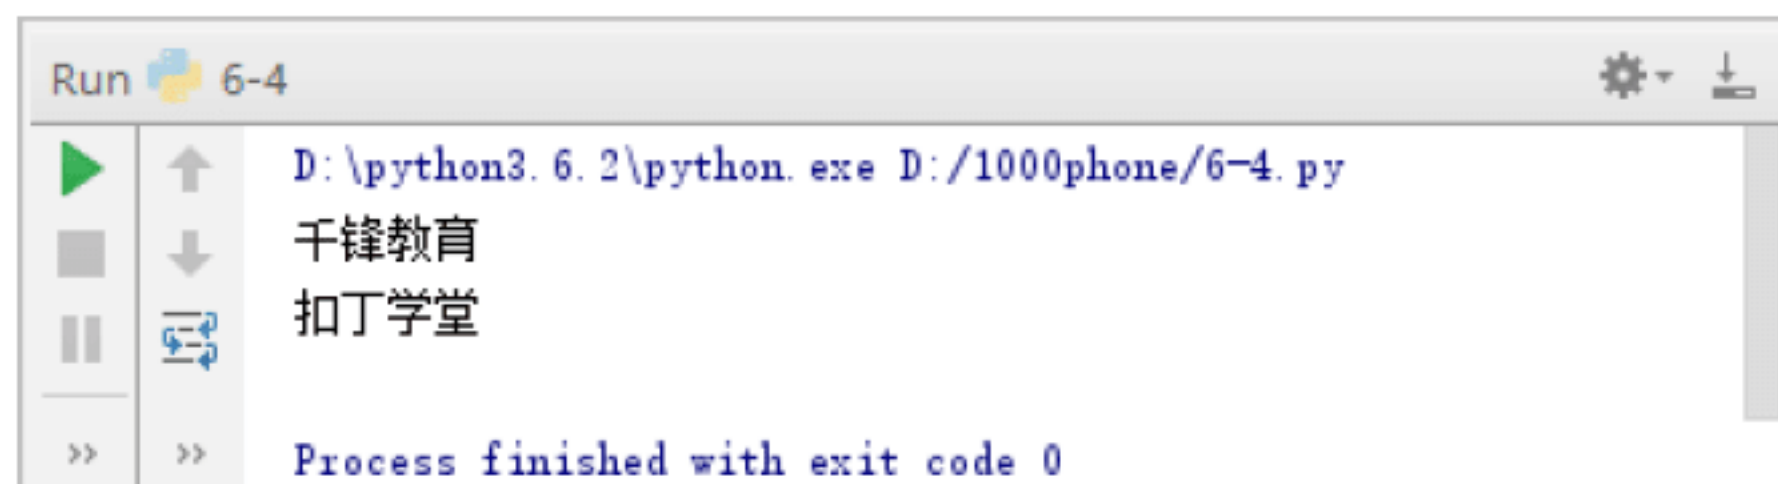 Run 6-4
D:\python3.6.2\python.exe D:/1000phone/6-4.py
千锋教育
扣丁学堂
Process finished with exit code 0